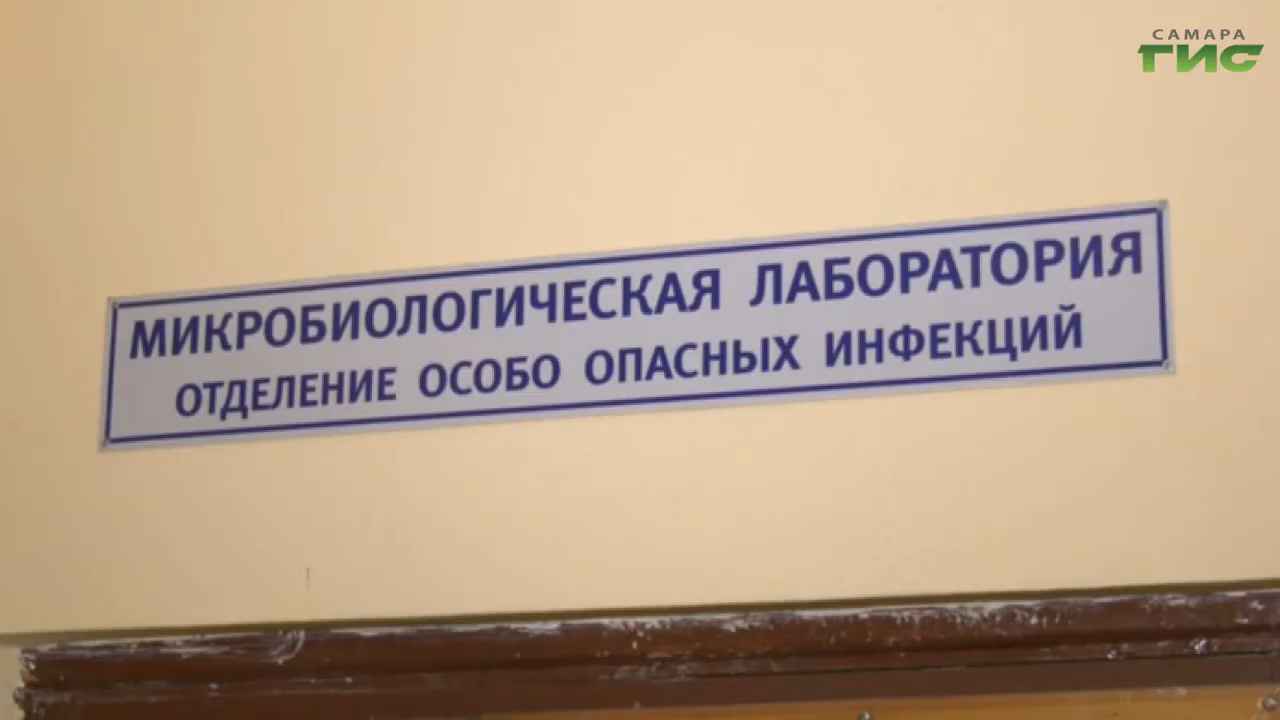 САМАРА
ГИС
МИКРОБИОЛОГИЧЕСКАЯ ЛАБОРАТОРИЯ
ОТДЕЛЕНИЕ ОСОБО ОПАСНЫХ ИНФЕКЦИЙ